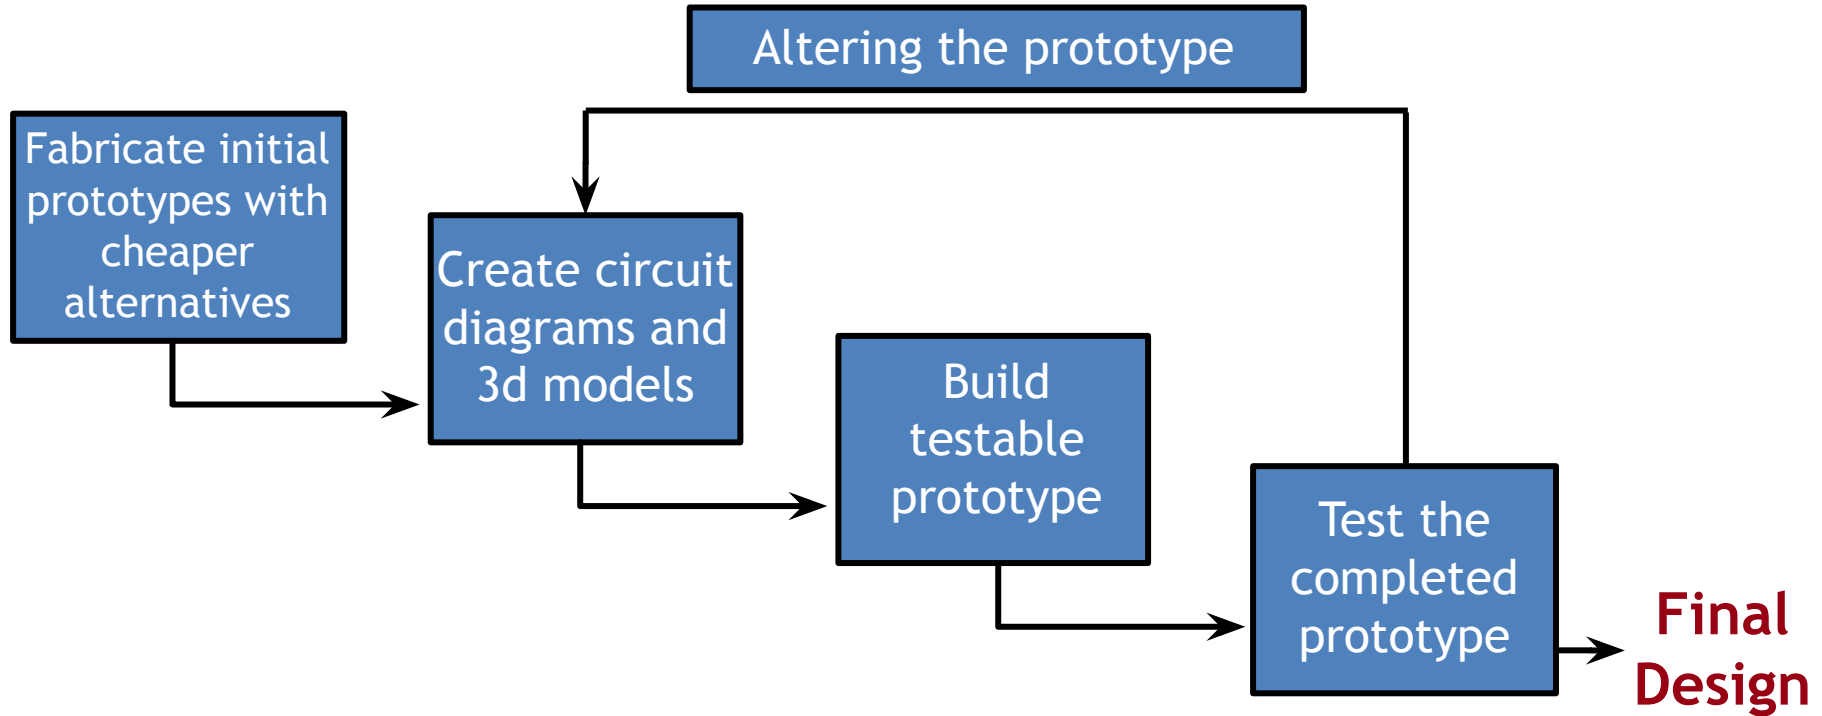 Altering the prototype
Fabricate initial
prototypes with
cheaper
alternatives
Create circuit
diagrams and
3d models
Build
testable
prototype
Test the
completed
prototype
Final
Design